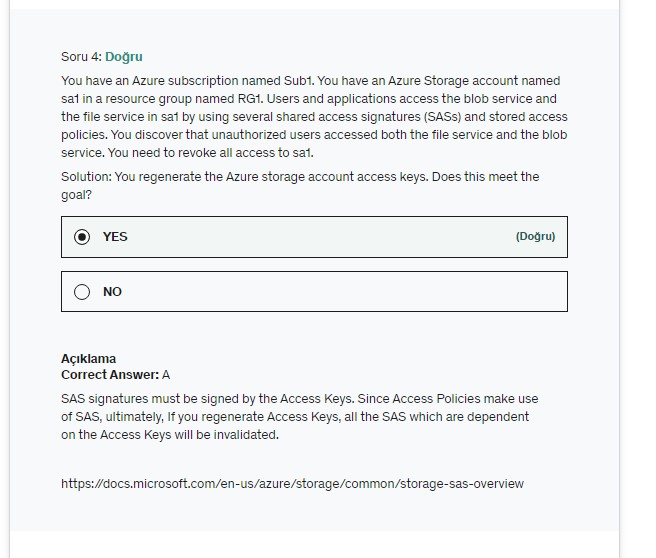 Soru 4: Doğru
You have an Azure subscription named Sub1. You have an Azure Storage account named
sa1 in a resource group named RG1. Users and applications access the blob service and
the file service in sa1 by using several shared access signatures (SASs) and stored access
policies. You discover that unauthorized users accessed both the file service and the blob
service. You need to revoke all access to sa1.
Solution: You regenerate the Azure storage account access keys. Does this meet the
goal?
YES (Doğru)
NO
Açıklama
Correct Answer: A
SAS signatures must be signed by the Access Keys. Since Access Policies make use
of SAS, ultimately, If you regenerate Access Keys, all the SAS which are dependent
on the Access Keys will be invalidated.
https://docs.microsoft.com/en-us/azure/storage/common/storage-sas-overview